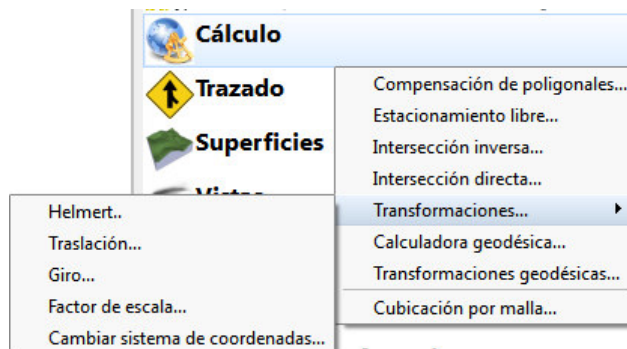 Cálculo
Trazado
Superficies
Compensación de poligonales...
Estacionamiento libre...
Intersección inversa...
Intersección directa...
Transformaciones...
Calculadora geodésica...
Transformaciones geodésicas...
Cubicación por malla...
Helmert..
Traslación...
Giro...
Factor de escala...
Cambiar sistema de coordenadas...